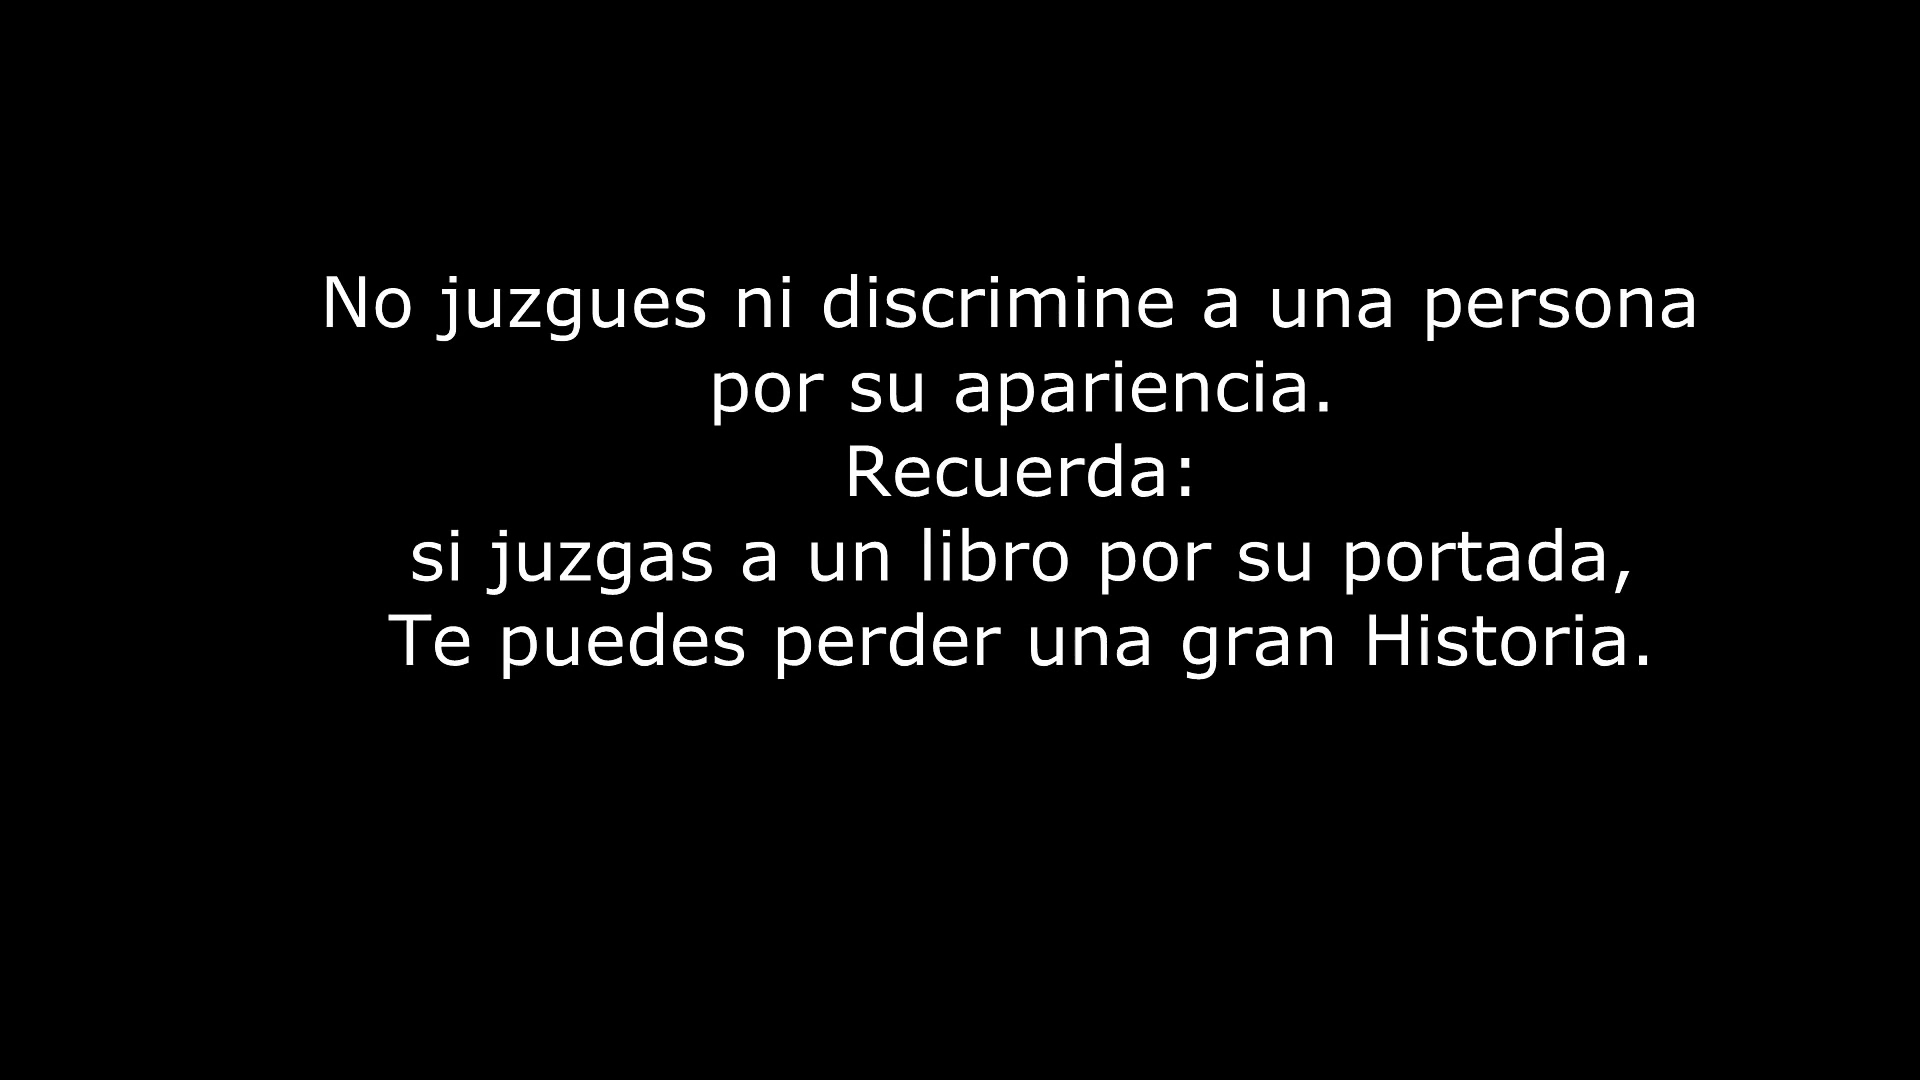 No juzgues ni discrimine a una persona
por su apariencia.
Recuerda:
si juzgas a un libro por su portada,
Te puedes perder una gran Historia.